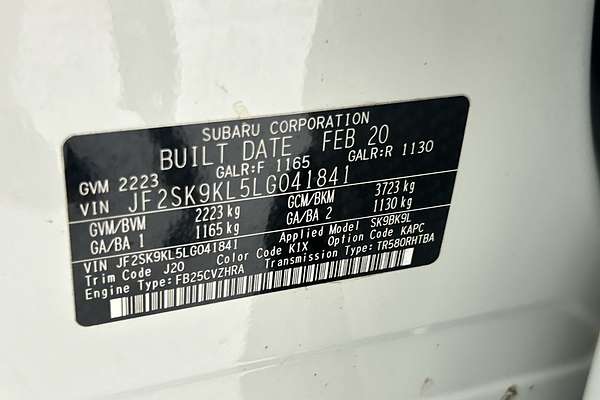 SUBARU CORPORATION
BUILT DATE FEB 20
GVM 2223 GALR:F 1165 GALR:R 1130
VIN JF2SK9KL5LG041841
GVM/BVM 2223 kg GCM/BKM 3723 kg
GA/BA 1 1165 kg GA/BA 2 1130 kg
VIN JF2SK9KL5LG041841 Applied Model SK9BK9L
Trim Code J20 Color Code K1X Option Code KAPC
Engine Type:FB25CVZHRA Transmission Type:TR580RHTBA